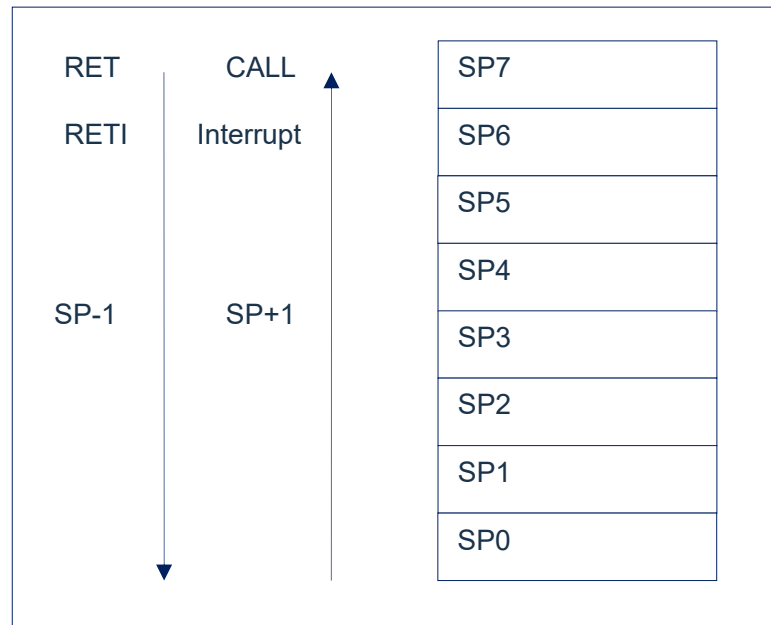 RET CALL SP7
RETI Interrupt SP6
SP5
SP4
SP-1 SP+1 SP3
SP2
SP1
SP0